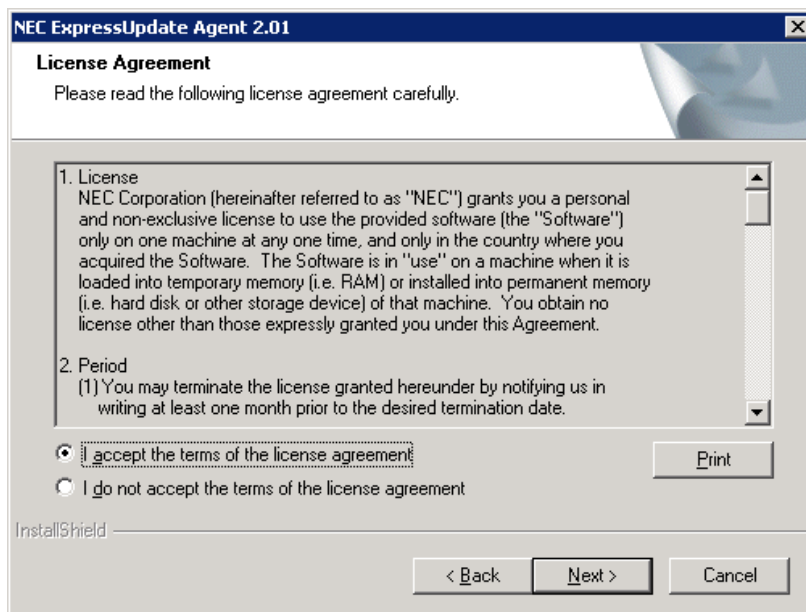 NEC ExpressUpdate Agent 2.01
License Agreement
Please read the following license agreement carefully.
1. License
NEC Corporation (hereinafter referred to as "NEC") grants you a personal
and non-exclusive license to use the provided software (the "Software")
only on one machine at any one time, and only in the country where you
acquired the Software.  The Software is in "use" on a machine when it is
loaded into temporary memory (i.e. RAM) or installed into permanent memory
(i.e. hard disk or other storage device) of that machine.  You obtain no
license other than those expressly granted you under this Agreement.
2. Period
(1) You may terminate the license granted hereunder by notifying us in
writing at least one month prior to the desired termination date.
I accept the terms of the license agreement
Print
I do not accept the terms of the license agreement
InstallShield
< Back
Next >
Cancel